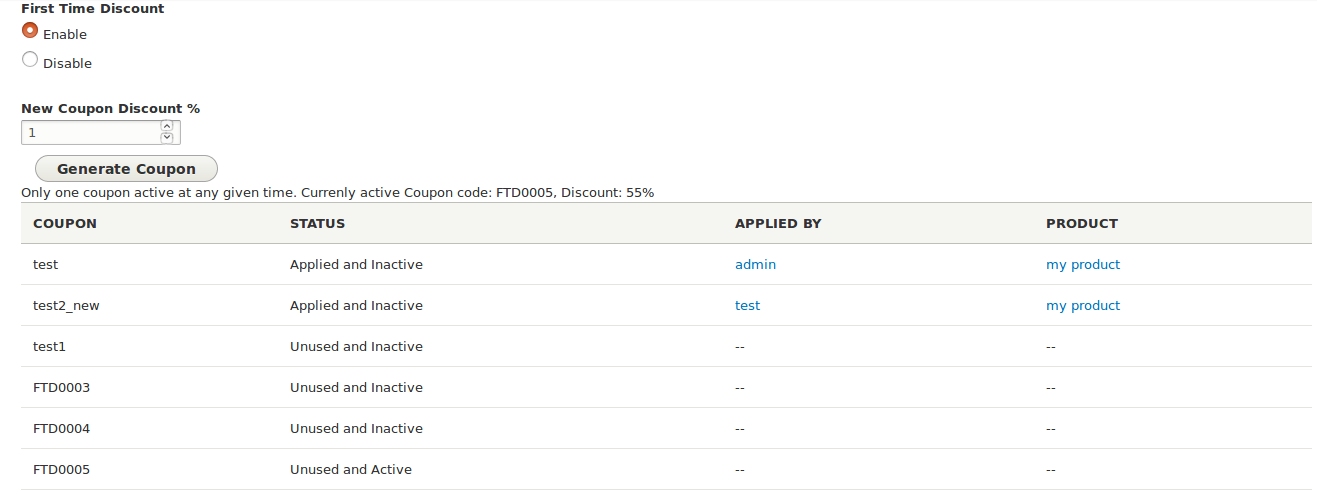 First Time Discount
Enable
Disable
New Coupon Discount %
1
Generate Coupon
Only one coupon active at any given time. Currenly active Coupon code: FTD0005, Discount: 55%
COUPON STATUS APPLIED BY PRODUCT
test Applied and Inactive admin my product
test2_new Applied and Inactive test my product
test1 Unused and Inactive -- --
FTD0003 Unused and Inactive -- --
FTD0004 Unused and Inactive -- --
FTD0005 Unused and Active -- --